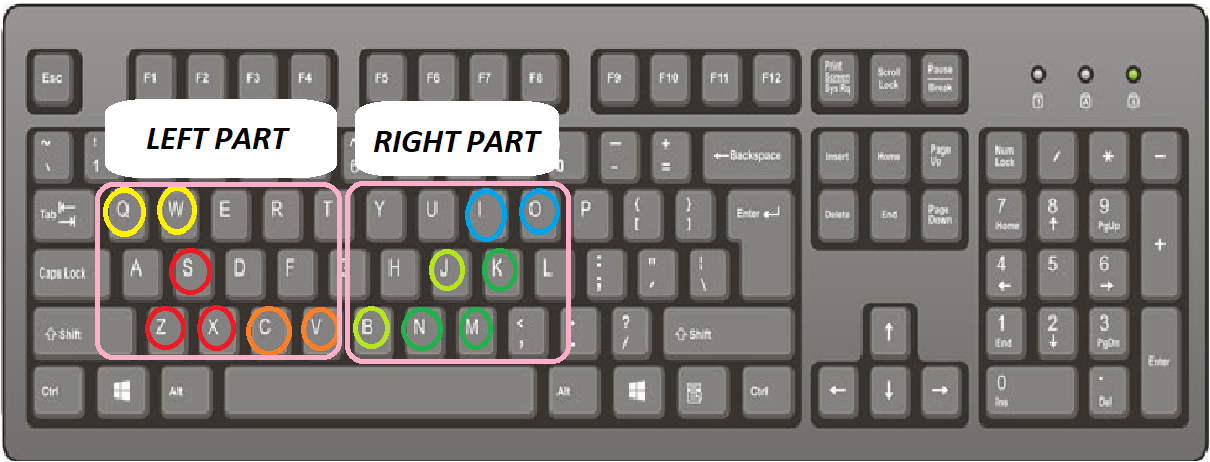 Esc F1 F2 F3 F4 F5 F6 F7 F8 F9 F10 F11 F12 Print Screen Sys Rq Scroll Lock Pause Break
1 A
LEFT PART RIGHT PART
~ ! — + ←Backspace Insert Home Page Up Num Lock / * −
\ 1 6 0 - =
Tab Q W E R T Y U I O P { [ } ] Enter Delete End Page Down 7 Home 8 ↑ 9 PgUp +
Caps Lock A S D F G H J K L : ; " ' ¦ \ 4 ← 5 6 →
⇧ Shift Z X C V B N M < , ? / ⇧ Shift ↑ 1 End 2 ↓ 3 PgDn Enter
Ctrl Alt Alt Ctrl ← ↓ → 0 Ins . Del